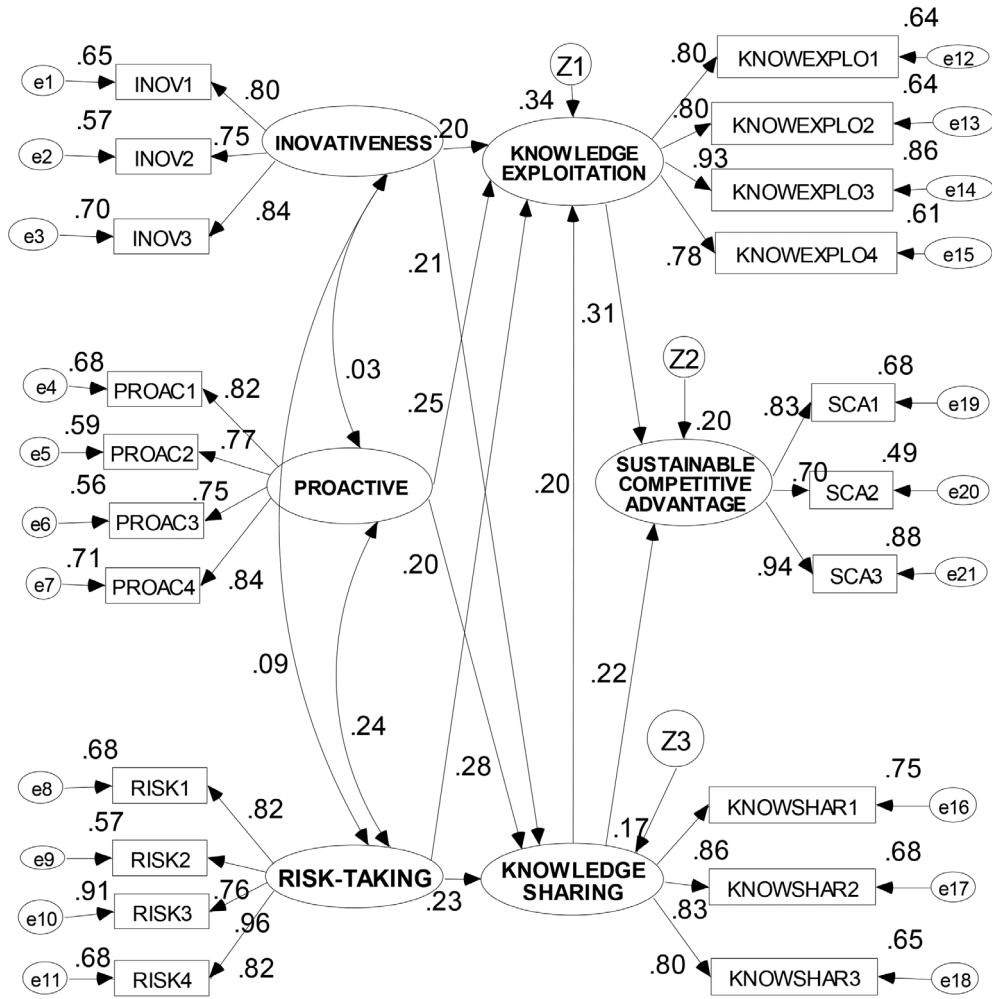 .65
e1
INOV1
.80
.57
e2
INOV2
.75
.70
e3
INOV3
.84
INOVATIVENESS
.20
.34
Z1
KNOWLEDGE
EXPLOITATION
.80
KNOWEXPLO1
.64
e12
.80
KNOWEXPLO2
.64
e13
.93
KNOWEXPLO3
.86
e14
.78
KNOWEXPLO4
.61
e15
.21
.31
.03
.25
.68
e4
PROAC1
.82
.59
e5
PROAC2
.77
.56
e6
PROAC3
.75
.71
e7
PROAC4
.84
PROACTIVE
.20
.20
Z2
.20
SUSTAINABLE
COMPETITIVE
ADVANTAGE
.83
SCA1
.68
e19
.70
SCA2
.49
e20
.94
SCA3
.88
e21
.09
.24
.22
.28
.68
e8
RISK1
.82
.57
e9
RISK2
.76
.91
e10
RISK3
.96
.68
e11
RISK4
.82
RISK-TAKING
.23
Z3
.17
KNOWLEDGE
SHARING
.86
KNOWSHAR1
.75
e16
.83
KNOWSHAR2
.68
e17
.80
KNOWSHAR3
.65
e18